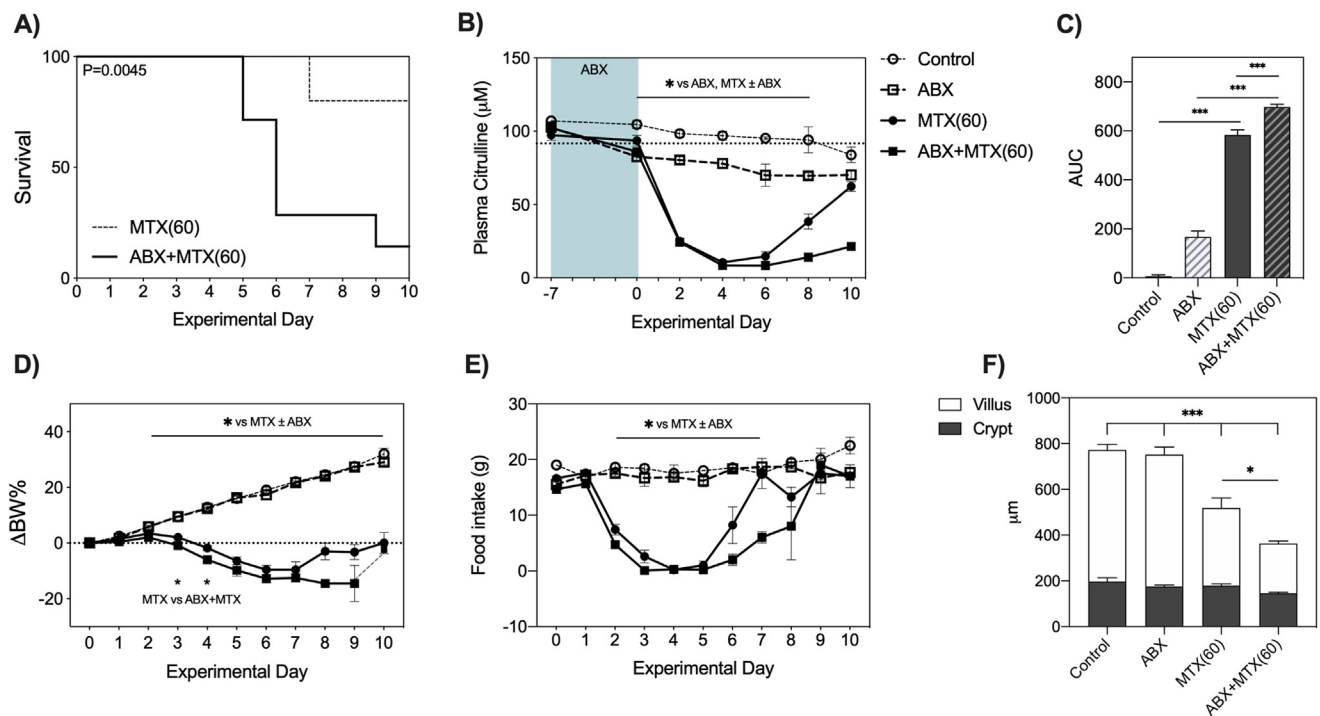 A)
P=0.0045
Survival
100
50
0
MTX(60)
ABX+MTX(60)
0 1 2 3 4 5 6 7 8 9 10
Experimental Day
B)
Plasma Citrulline (μM)
150
100
50
0
ABX
* vs ABX, MTX ± ABX
-7 0 2 4 6 8 10
Experimental Day
Control
ABX
MTX(60)
ABX+MTX(60)
C)
AUC
800
600
400
200
0
***
***
***
Control
ABX
MTX(60)
ABX+MTX(60)
D)
ΔBW%
40
20
0
-20
* vs MTX ± ABX
* *
MTX vs ABX+MTX
0 1 2 3 4 5 6 7 8 9 10
Experimental Day
E)
Food intake (g)
30
20
10
0
-10
* vs MTX ± ABX
0 1 2 3 4 5 6 7 8 9 10
Experimental Day
F)
Villus
Crypt
μm
1000
800
600
400
200
0
***
*
Control
ABX
MTX(60)
ABX+MTX(60)